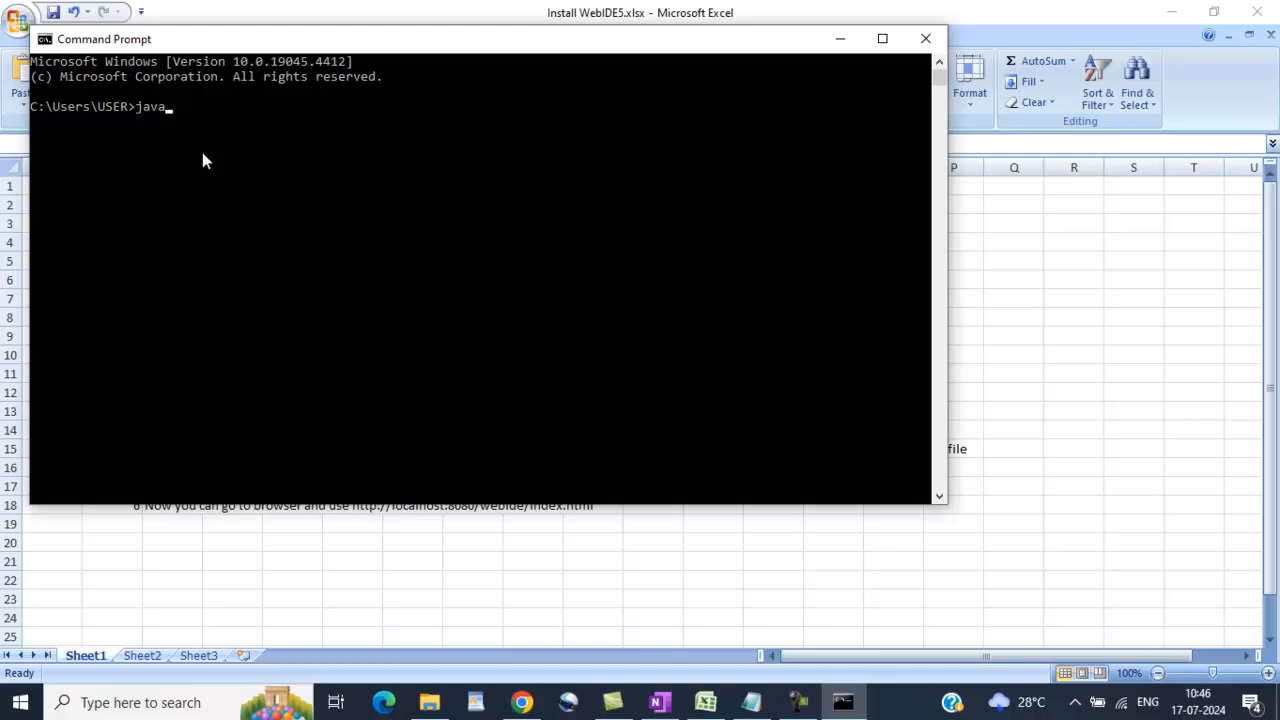 Install WebIDE5.xlsx - Microsoft Excel
Command Prompt
Microsoft Windows [Version 10.0.19045.4412]
(c) Microsoft Corporation. All rights reserved.
C:\Users\USER>java_
Past
Format
Σ AutoSum
Fill
Clear
Sort & Filter
Find & Select
Editing
P Q R S T U
1
2
3
4
5
6
7
8
9
10
11
12
13
14
15 file
16
17
18 6 Now you can go to browser and use http://localhost:8080/webide/index.html
19
20
21
22
23
24
25
Sheet1 Sheet2 Sheet3
Ready 100%
Type here to search
28°C ENG 10:46
17-07-2024 4